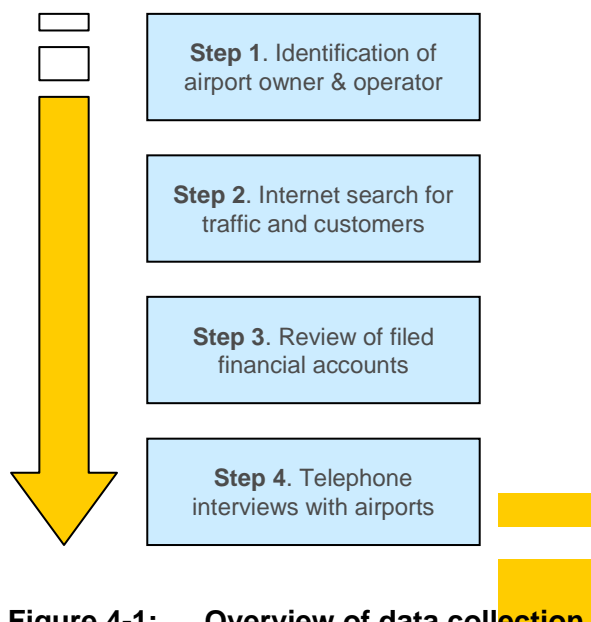 Step 1. Identification of
airport owner & operator
Step 2. Internet search for
traffic and customers
Step 3. Review of filed
financial accounts
Step 4. Telephone
interviews with airports
Figure 4-1: Overview of data collection